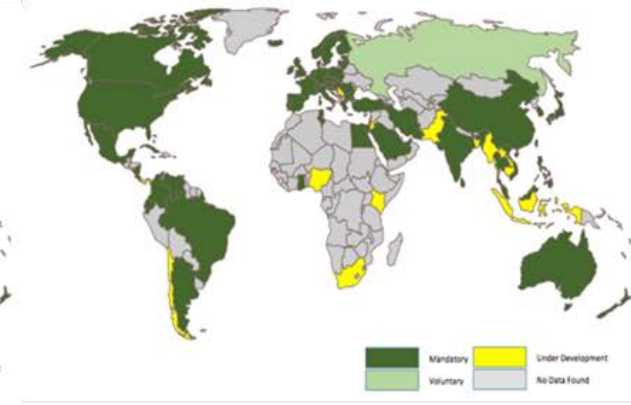 Mandatory
Under Development
Voluntary
No Data Found